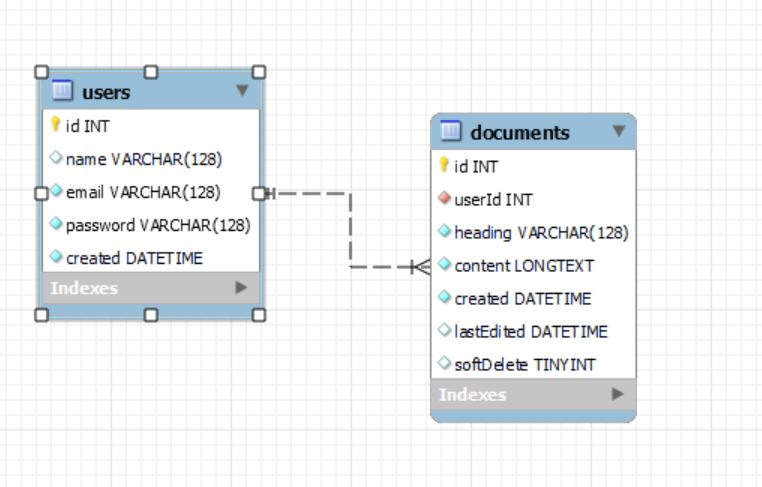 users
id INT
name VARCHAR(128)
email VARCHAR(128)
password VARCHAR(128)
created DATETIME
Indexes
documents
id INT
userId INT
heading VARCHAR(128)
content LONGTEXT
created DATETIME
lastEdited DATETIME
softDelete TINYINT
Indexes